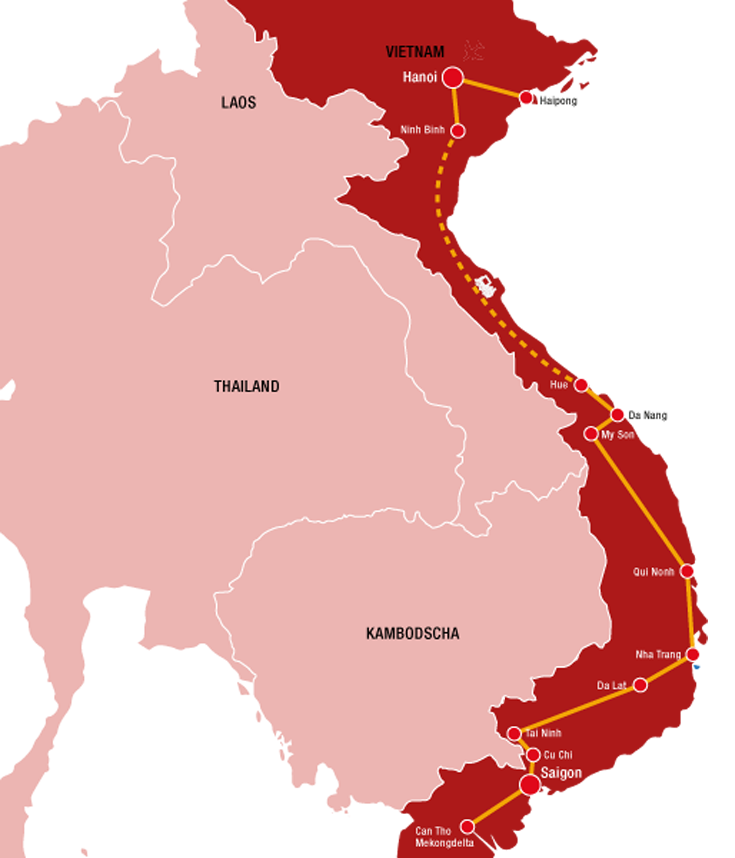 VIETNAM
Hanoi
LAOS
Haipong
Ninh Binh
THAILAND
Hue
Da Nang
My Son
Qui Nonh
KAMBODSCHA
Nha Trang
Da Lat
Tai Ninh
Cu Chi
Saigon
Can Tho
Mekongdelta